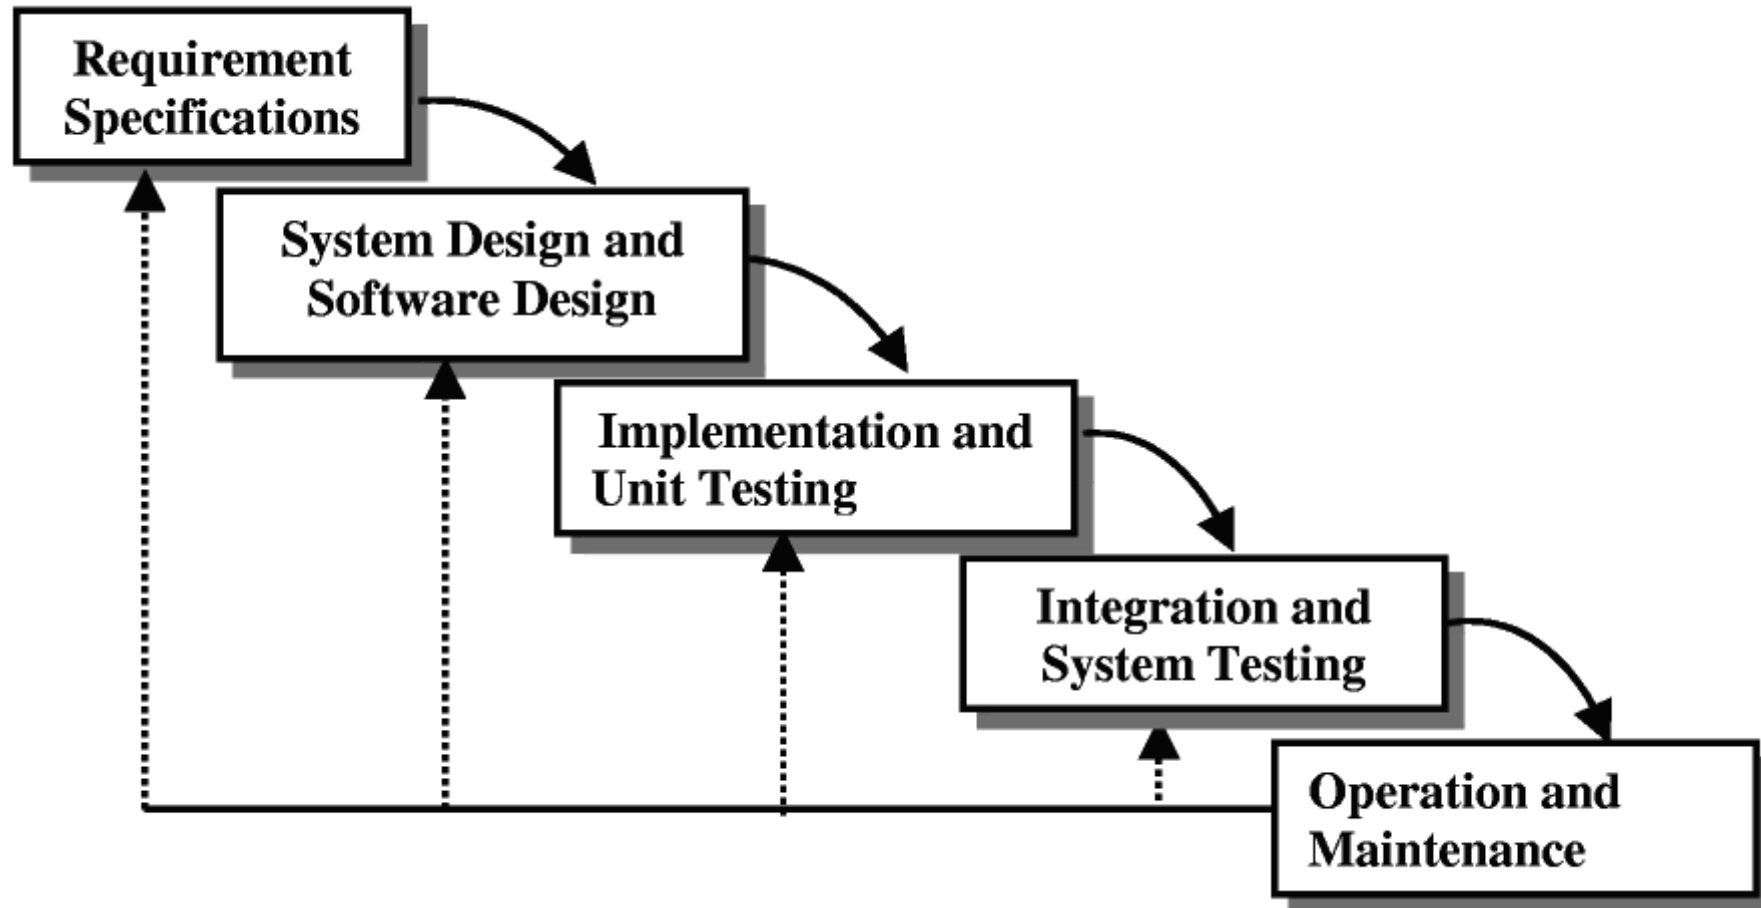 Requirement
Specifications
System Design and
Software Design
Implementation and
Unit Testing
Integration and
System Testing
Operation and
Maintenance